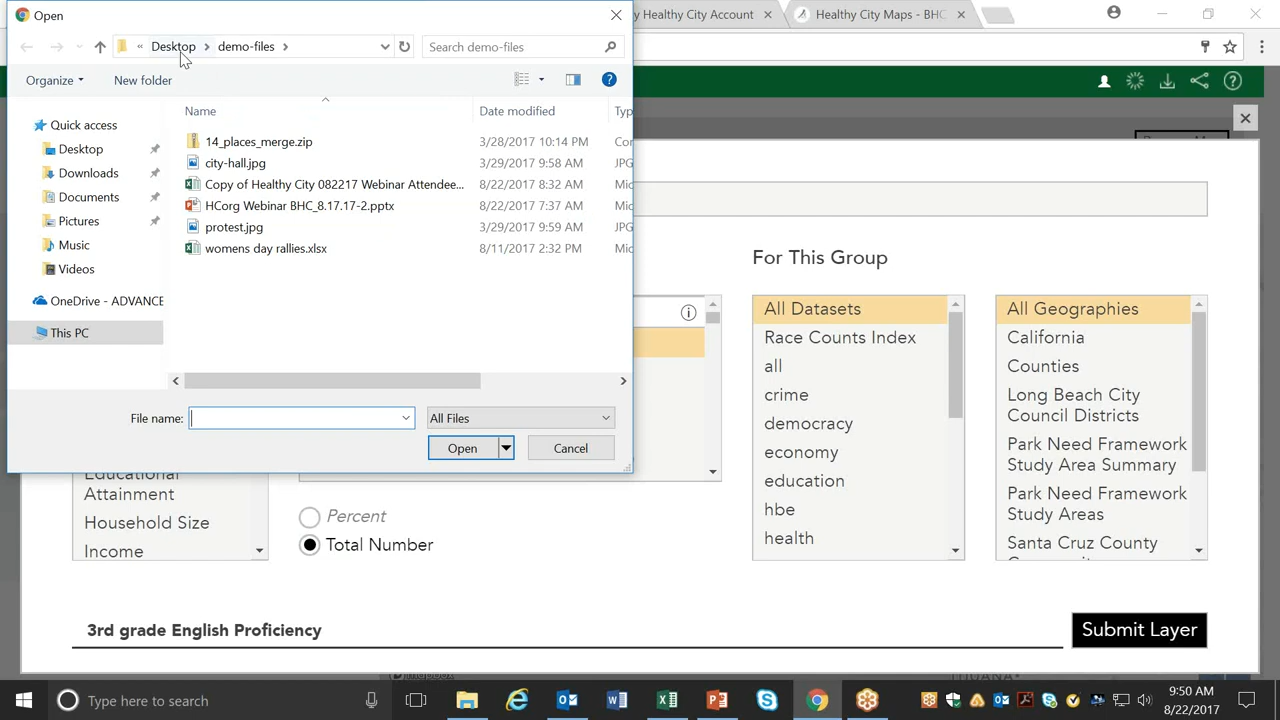 Open
Healthy City Account
Healthy City Maps - BHC
« Desktop > demo-files >
Search demo-files
Organize
New folder
Name
Date modified
Typ
Quick access
Desktop
Downloads
Documents
Pictures
Music
Videos
OneDrive - ADVANCE
This PC
14_places_merge.zip
3/28/2017 10:14 PM
Cor
city-hall.jpg
3/29/2017 9:58 AM
JPG
Copy of Healthy City 082217 Webinar Attendee...
8/22/2017 8:32 AM
Mic
HCorg Webinar BHC_8.17.17-2.pptx
8/22/2017 7:37 AM
Mic
protest.jpg
3/29/2017 9:59 AM
JPG
womens day rallies.xlsx
8/11/2017 2:32 PM
Mic
File name:
All Files
Open
Cancel
For This Group
All Datasets
Race Counts Index
all
crime
democracy
economy
education
hbe
health
All Geographies
California
Counties
Long Beach City
Council Districts
Park Need Framework
Study Area Summary
Park Need Framework
Study Areas
Santa Cruz County
Educational
Attainment
Household Size
Income
Percent
Total Number
3rd grade English Proficiency
Submit Layer
mapbox
Type here to search
9:50 AM
8/22/2017